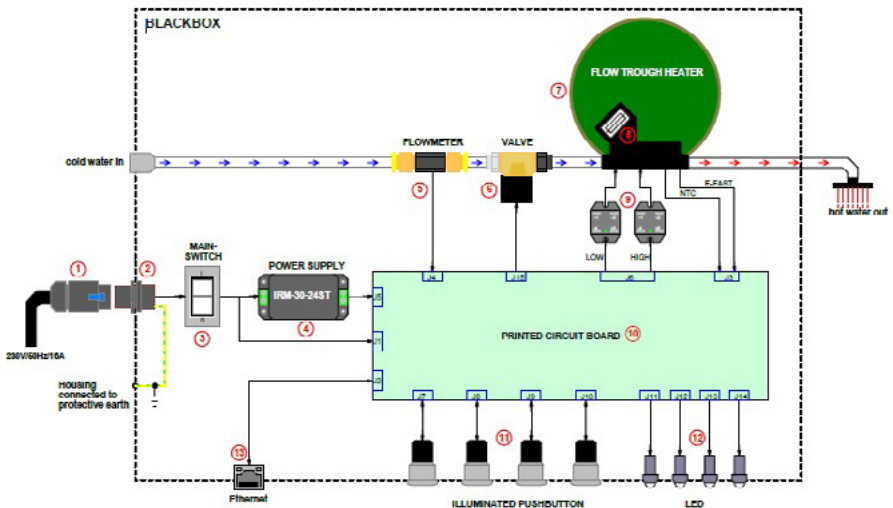 BLACKBOX
FLOW TROUGH HEATER
7
8
FLOWMETER
VALVE
cold water in
5
6
9
E-FAST
NTC
hot water out
LOW
HIGH
MAIN-
SWITCH
POWER SUPPLY
1
2
IRM-30-24ST
3
4
J4
J15
J6
J5
J1
PRINTED CIRCUIT BOARD 10
230V/50Hz/16A
Housing
connected to
protective earth
J7
J8
J9
J10
J11
J12
J13
J14
11
12
13
Ethernet
ILLUMINATED PUSHBUTTON
LED